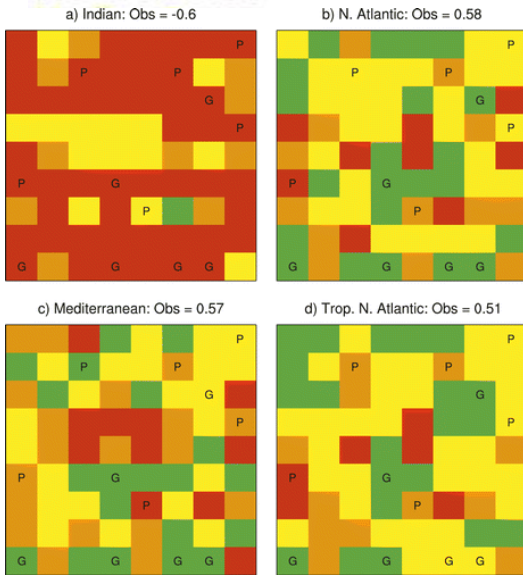 a) Indian: Obs = -0.6
P
P
P
G
P
P
G
P
G
G
G
G
b) N. Atlantic: Obs = 0.58
P
P
P
G
P
P
G
P
G
G
G
G
c) Mediterranean: Obs = 0.57
P
P
P
G
P
P
G
P
G
G
G
G
d) Trop. N. Atlantic: Obs = 0.51
P
P
P
G
P
P
G
P
G
G
G
G